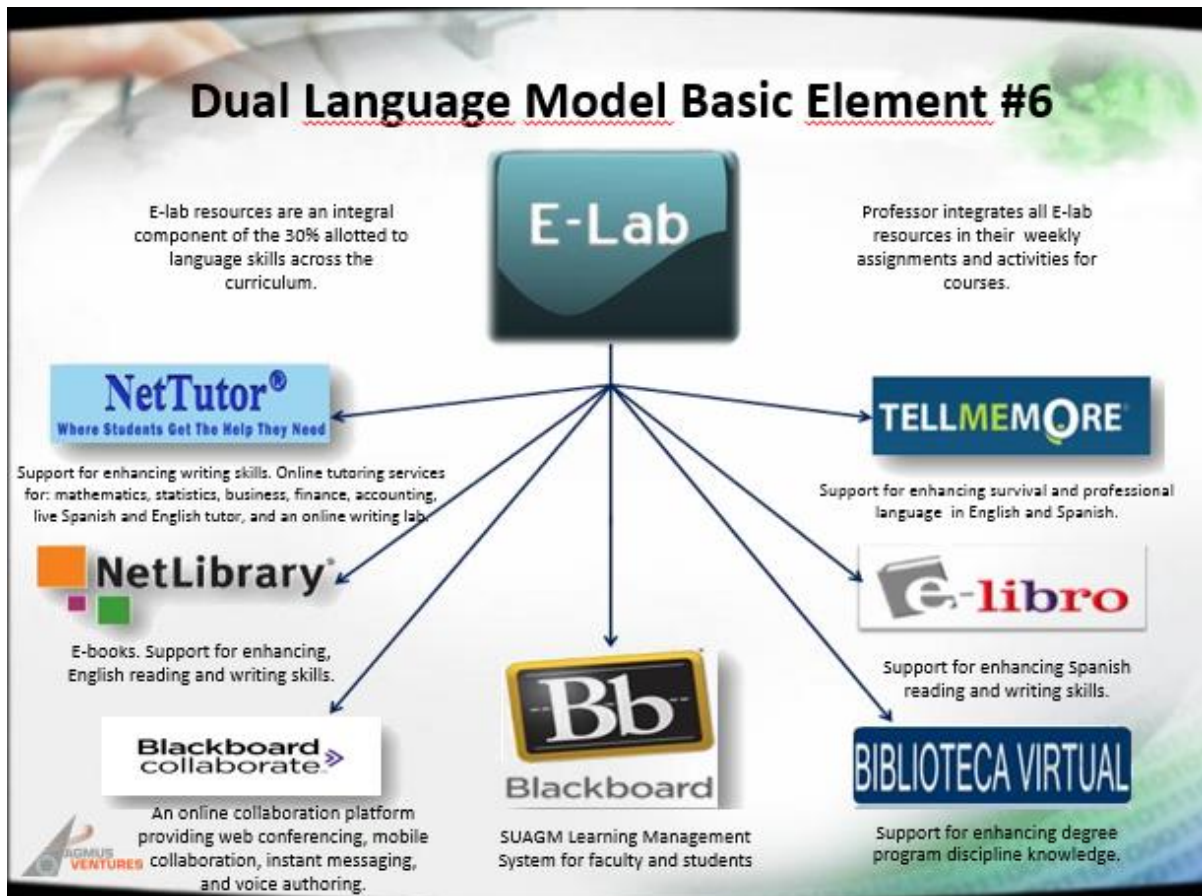 Dual Language Model Basic Element #6
E-lab resources are an integral
component of the 30% allotted to
language skills across the
curriculum.
E-Lab
Professor integrates all E-lab
resources in their weekly
assignments and activities for
courses.
NetTutor®
Where Students Get The Help They Need
Support for enhancing writing skills. Online tutoring services
for: mathematics, statistics, business, finance, accounting,
live Spanish and English tutor, and an online writing lab.
TELLMEMORE
Support for enhancing survival and professional
language in English and Spanish.
NetLibrary
E-books. Support for enhancing,
English reading and writing skills.
e-libro
Support for enhancing Spanish
reading and writing skills.
Blackboard
collaborate
An online collaboration platform
providing web conferencing, mobile
collaboration, instant messaging,
and voice authoring.
Bb
Blackboard
SUAGM Learning Management
System for faculty and students
BIBLIOTECA VIRTUAL
Support for enhancing degree
program discipline knowledge.
AGMUS
VENTURES